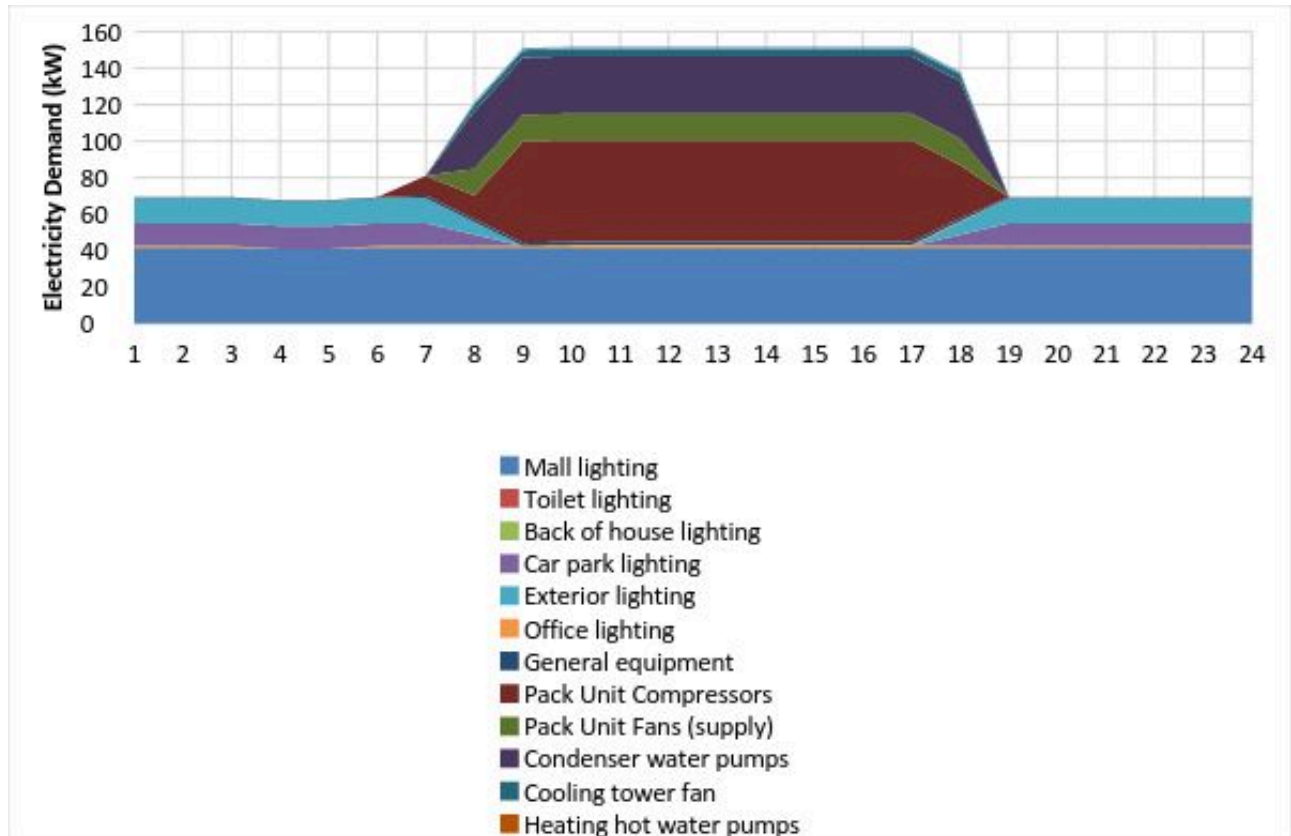 160
140
120
100
80
60
40
20
0
Electricity Demand (kW)
1 2 3 4 5 6 7 8 9 10 11 12 13 14 15 16 17 18 19 20 21 22 23 24
Mall lighting
Toilet lighting
Back of house lighting
Car park lighting
Exterior lighting
Office lighting
General equipment
Pack Unit Compressors
Pack Unit Fans (supply)
Condenser water pumps
Cooling tower fan
Heating hot water pumps